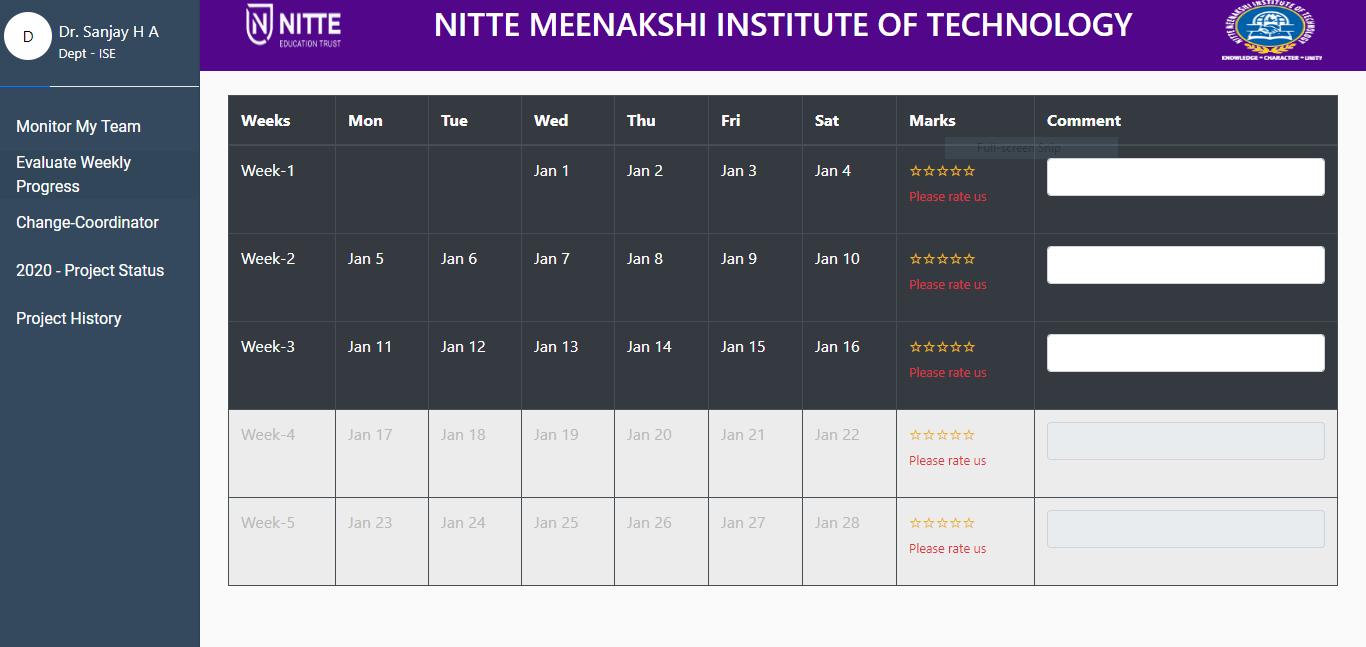 D
Dr. Sanjay H A
Dept - ISE
Monitor My Team
Evaluate Weekly
Progress
Change-Coordinator
2020 - Project Status
Project History
NITTE
EDUCATION TRUST
NITTE MEENAKSHI INSTITUTE OF TECHNOLOGY
NITTE MEENAKSHI INSTITUTE OF TECHNOLOGY
KNOWLEDGE - CHARACTER - UNITY
Weeks Mon Tue Wed Thu Fri Sat Marks Comment
Full-screen Snip
Week-1 Jan 1 Jan 2 Jan 3 Jan 4
Please rate us
Week-2 Jan 5 Jan 6 Jan 7 Jan 8 Jan 9 Jan 10
Please rate us
Week-3 Jan 11 Jan 12 Jan 13 Jan 14 Jan 15 Jan 16
Please rate us
Week-4 Jan 17 Jan 18 Jan 19 Jan 20 Jan 21 Jan 22
Please rate us
Week-5 Jan 23 Jan 24 Jan 25 Jan 26 Jan 27 Jan 28
Please rate us